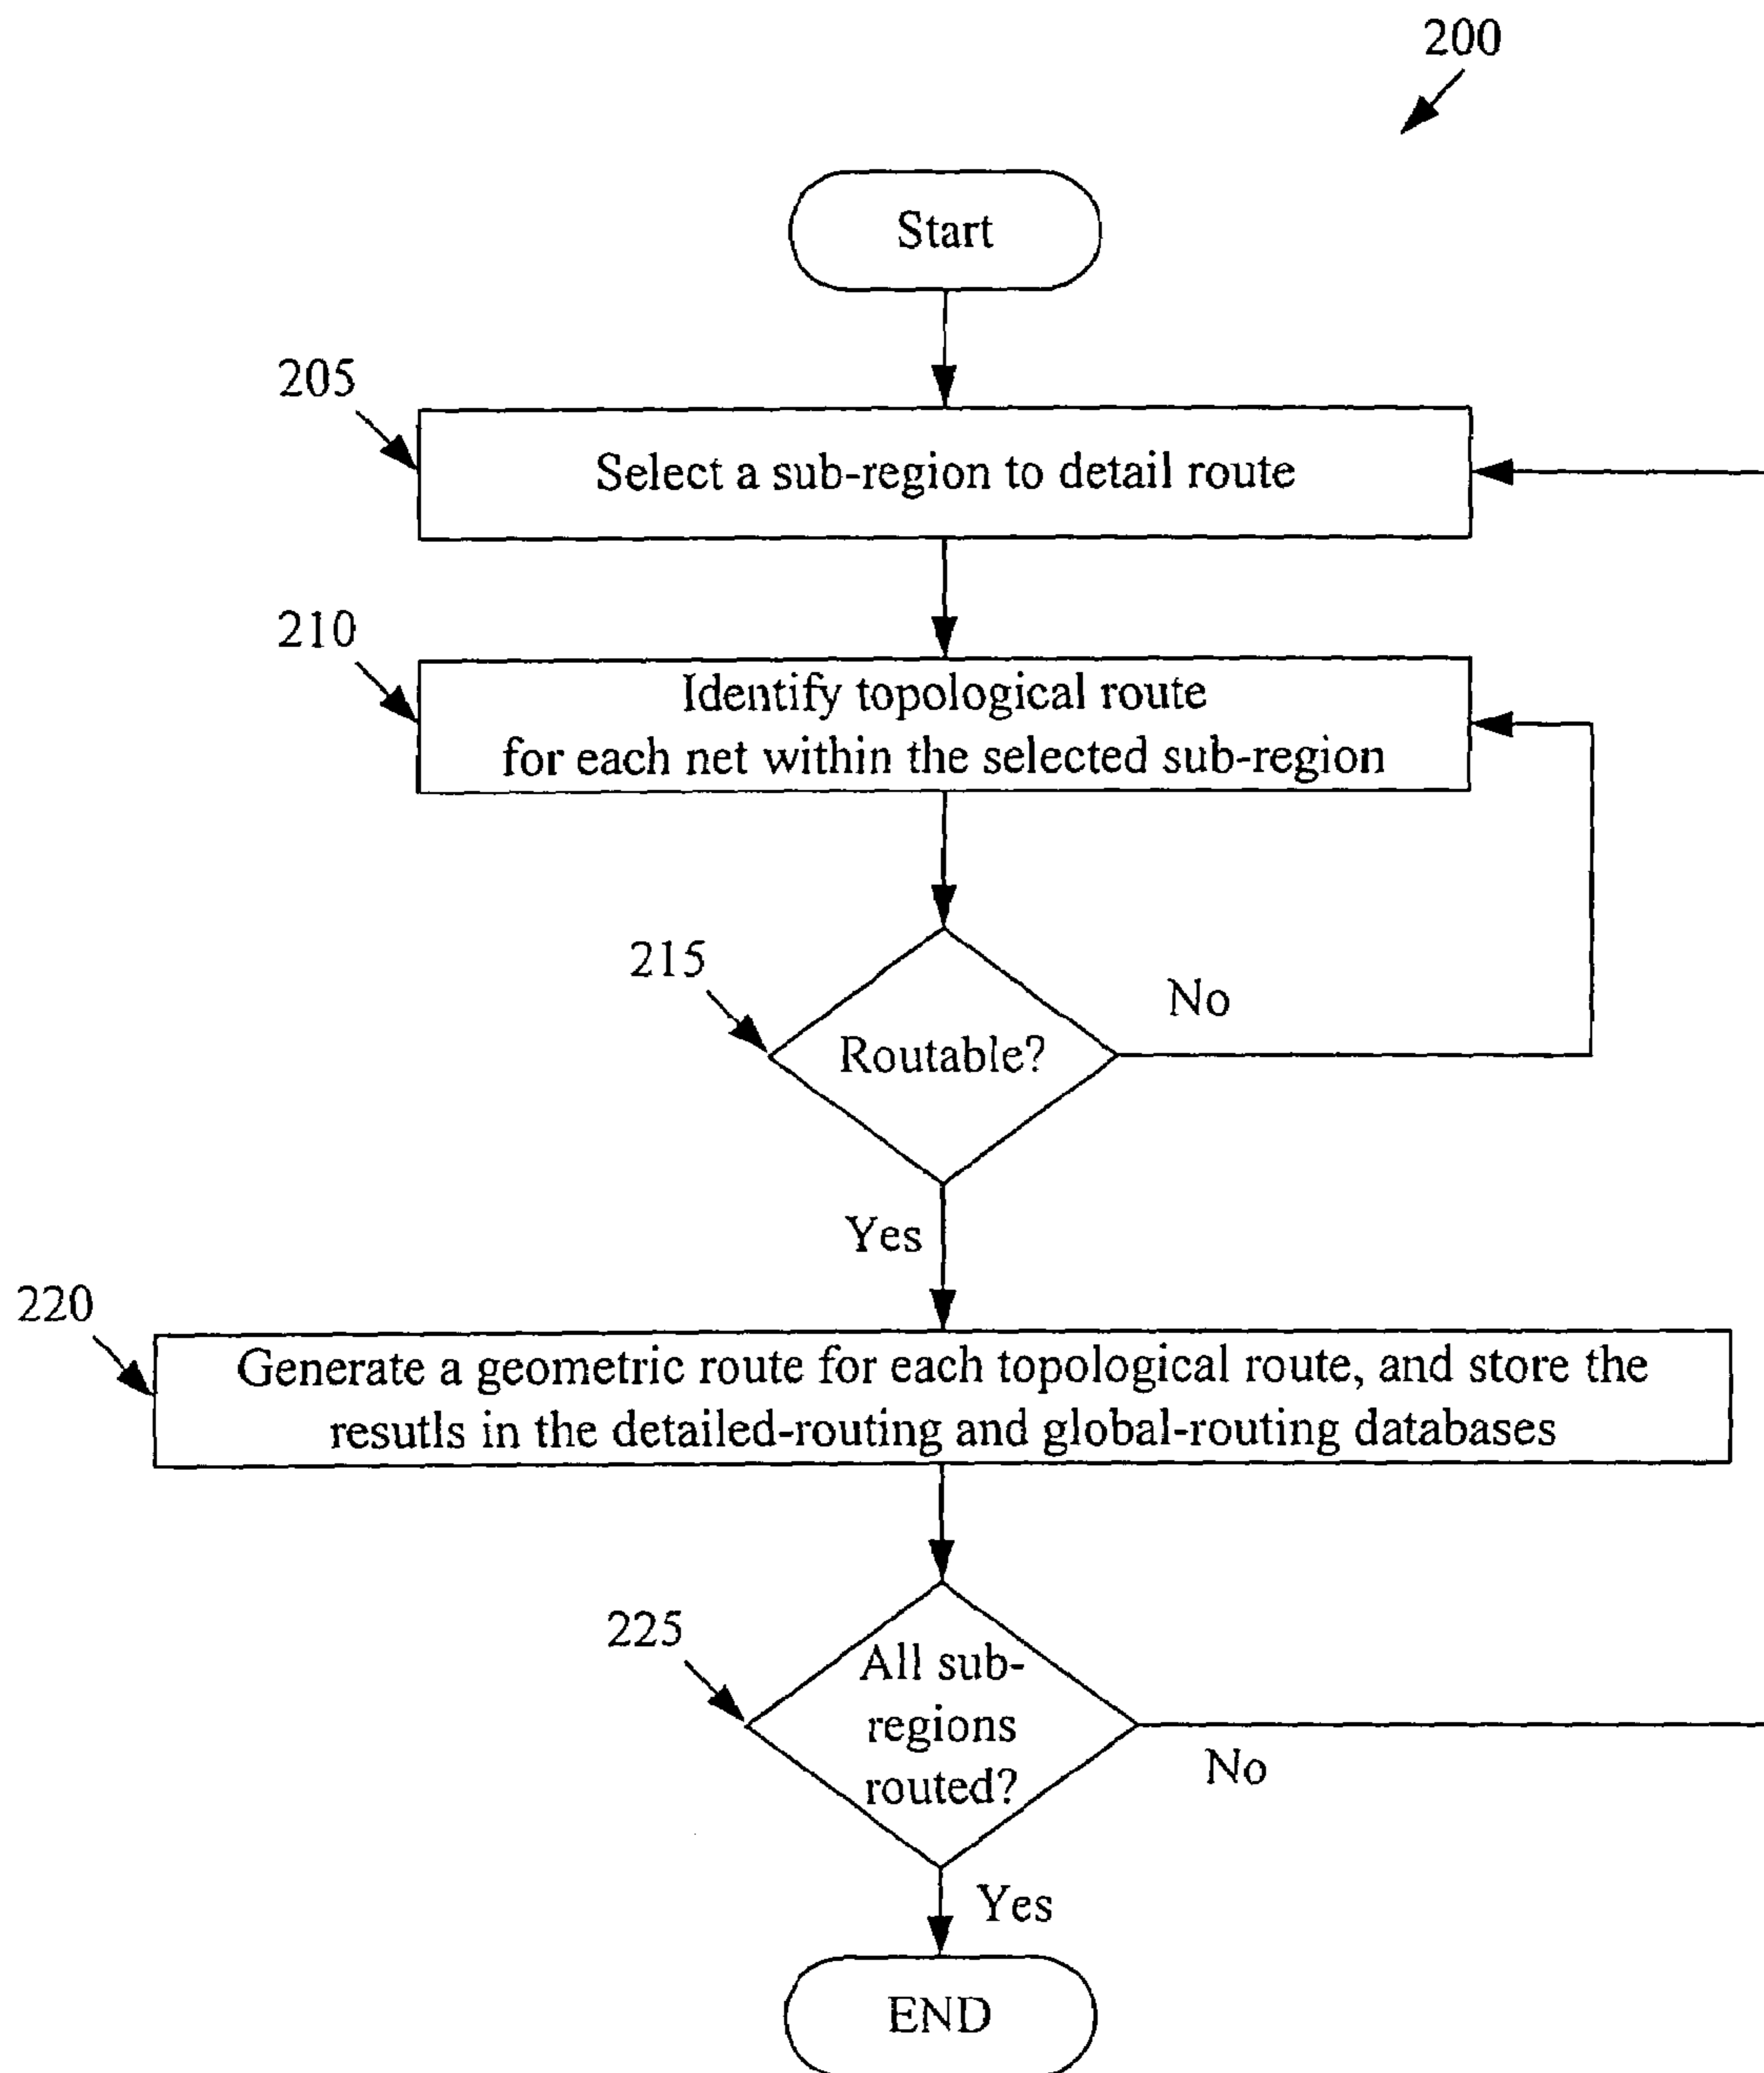 200
Start
205
Select a sub-region to detail route
210
Identify topological route
for each net within the selected sub-region
215
Routable?
No
Yes
220
Generate a geometric route for each topological route, and store the
resutls in the detailed-routing and global-routing databases
225
All sub-
regions
routed?
No
Yes
END